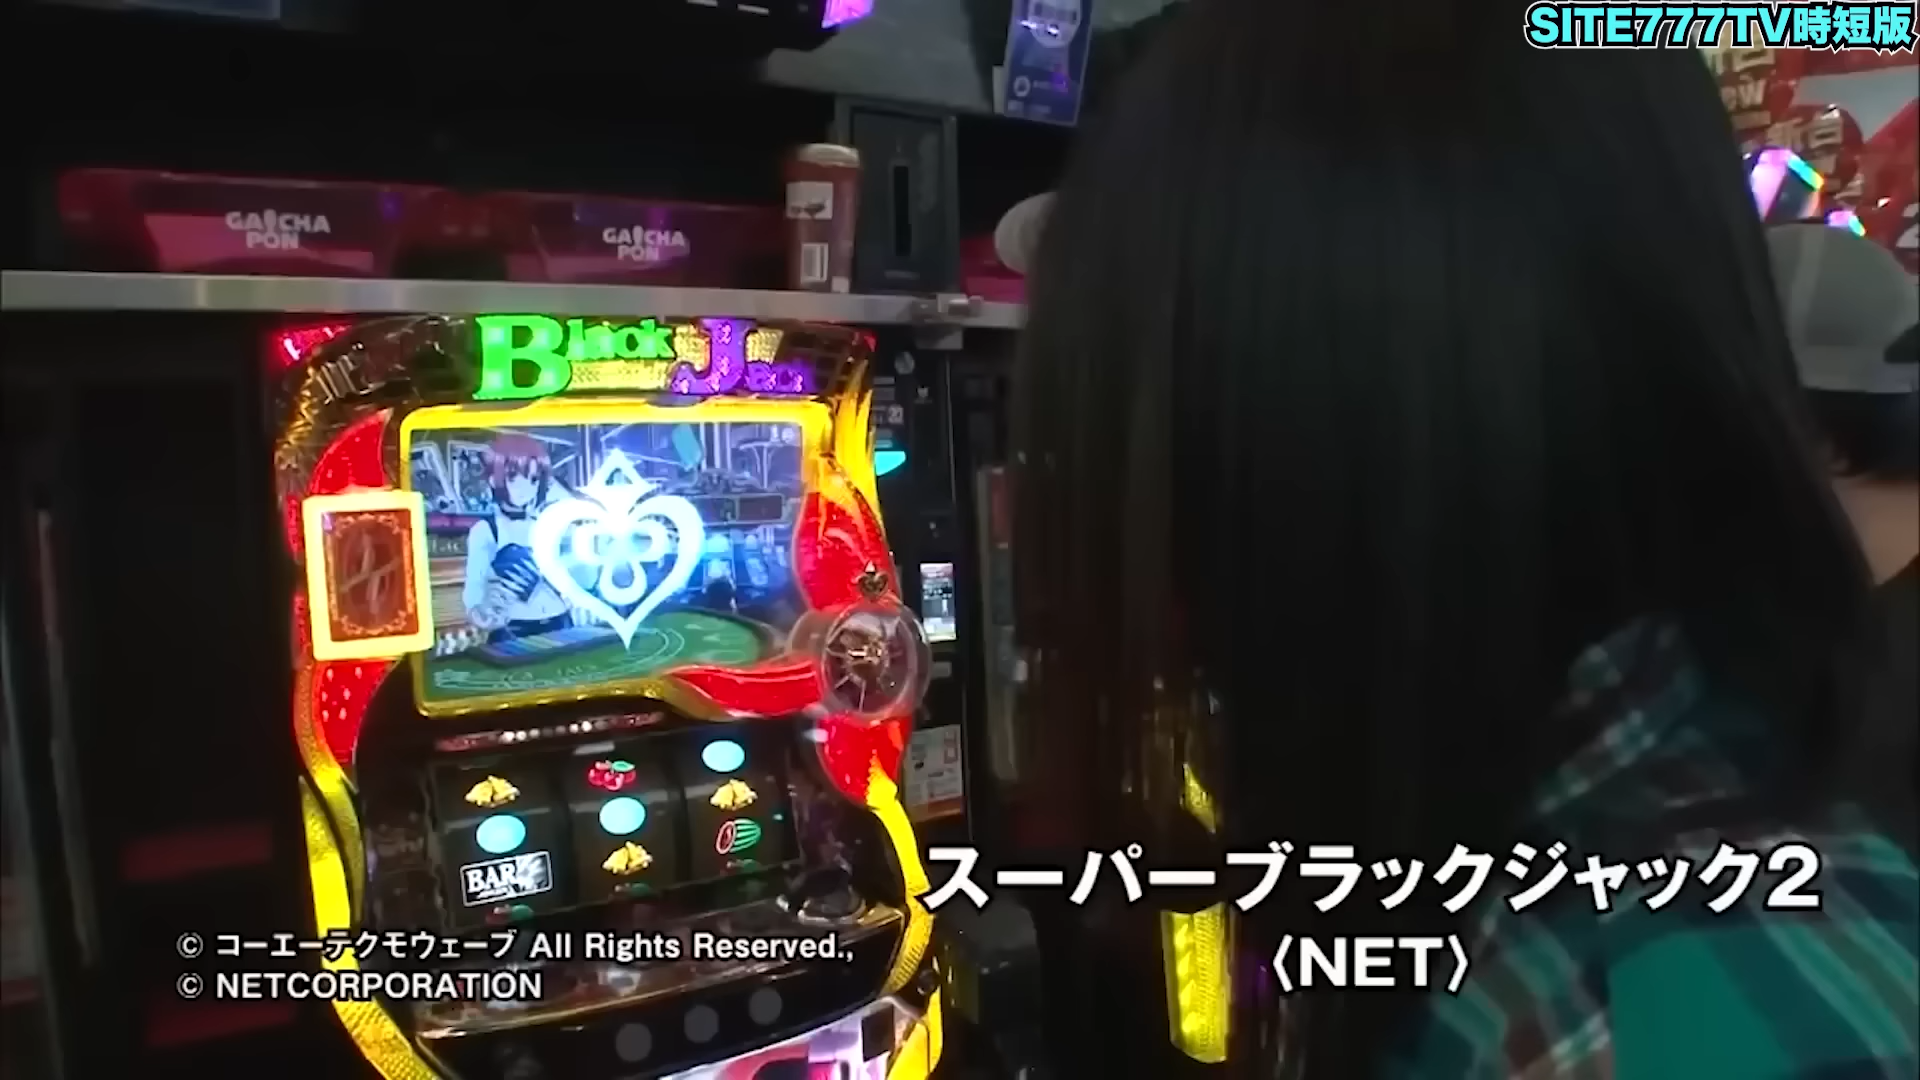 SITE777TV時短版
GACHA
PON
GACHA
PON
Black Jack
BAR
スーパーブラックジャック2
〈NET〉
© コーエーテクモウェーブ All Rights Reserved.,
© NETCORPORATION